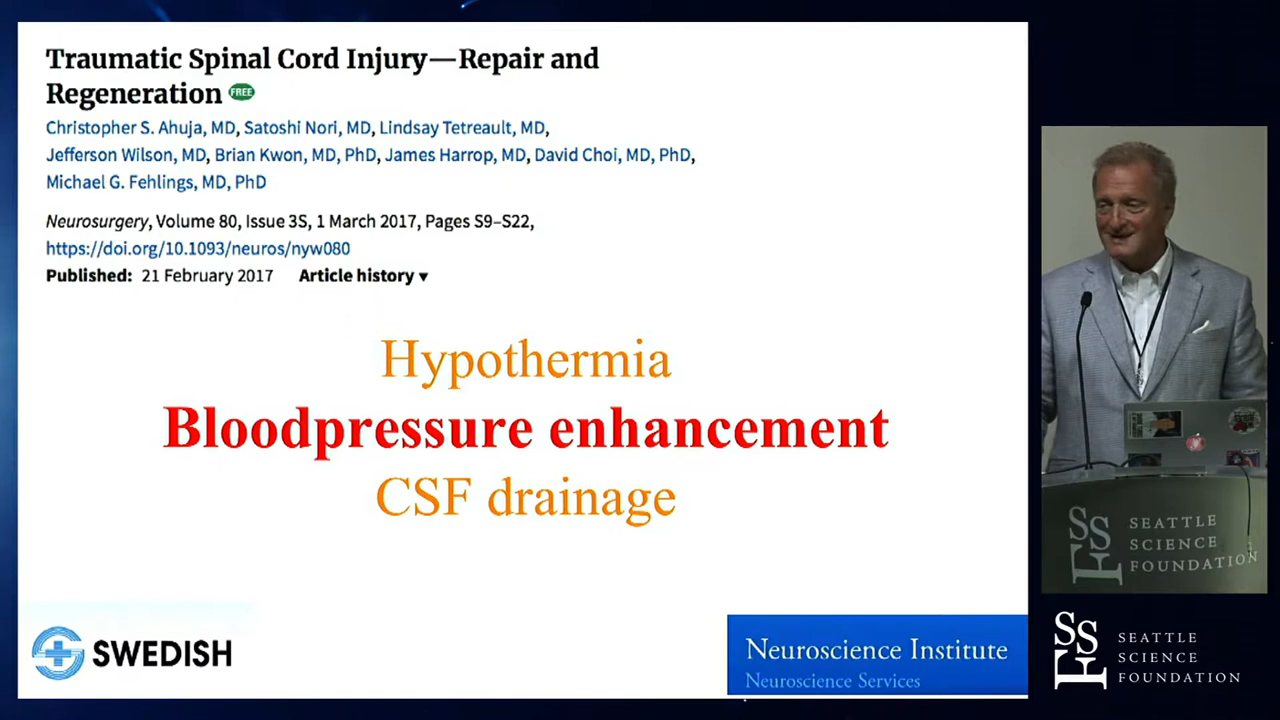 Traumatic Spinal Cord Injury—Repair and
Regeneration FREE
Christopher S. Ahuja, MD, Satoshi Nori, MD, Lindsay Tetreault, MD,
Jefferson Wilson, MD, Brian Kwon, MD, PhD, James Harrop, MD, David Choi, MD, PhD,
Michael G. Fehlings, MD, PhD
Neurosurgery, Volume 80, Issue 3S, 1 March 2017, Pages S9–S22,
https://doi.org/10.1093/neuros/nyw080
Published: 21 February 2017 Article history ▾
Hypothermia
Bloodpressure enhancement
CSF drainage
SWEDISH
Neuroscience Institute
Neuroscience Services
SSF
SEATTLE
SCIENCE
FOUNDATION
SSF
SEATTLE
SCIENCE
FOUNDATION